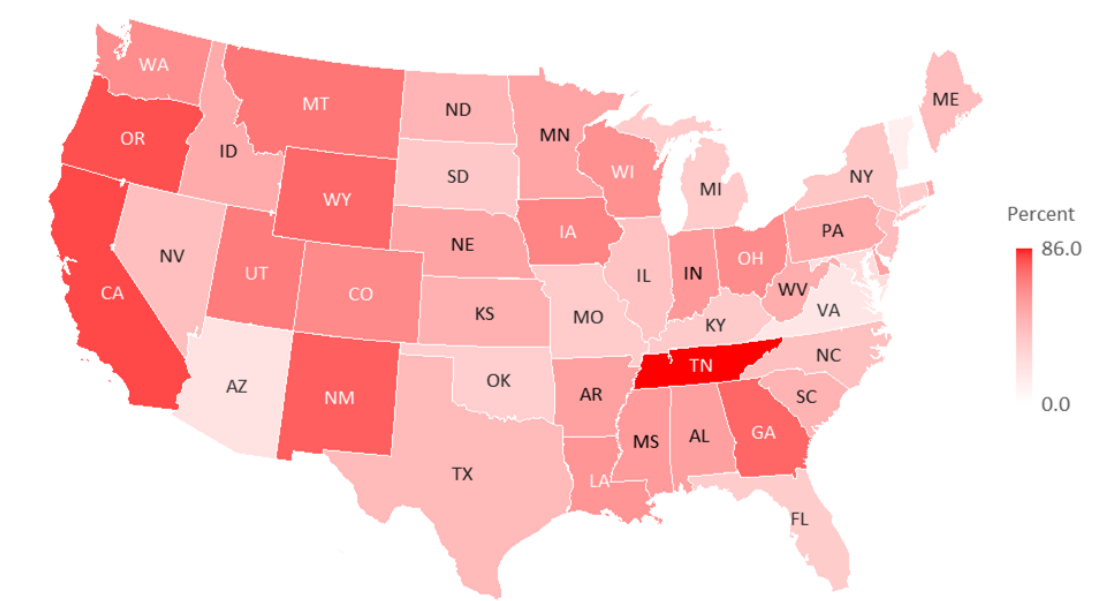 WA
MT
ND
ME
OR
MN
ID
WI
SD
NY
MI
WY
Percent
IA
PA
NE
86.0
NV
OH
UT
IL
IN
CO
WV
CA
KS
VA
MO
KY
NC
TN
OK
AZ
AR
NM
SC
0.0
GA
AL
MS
TX
LA
FL